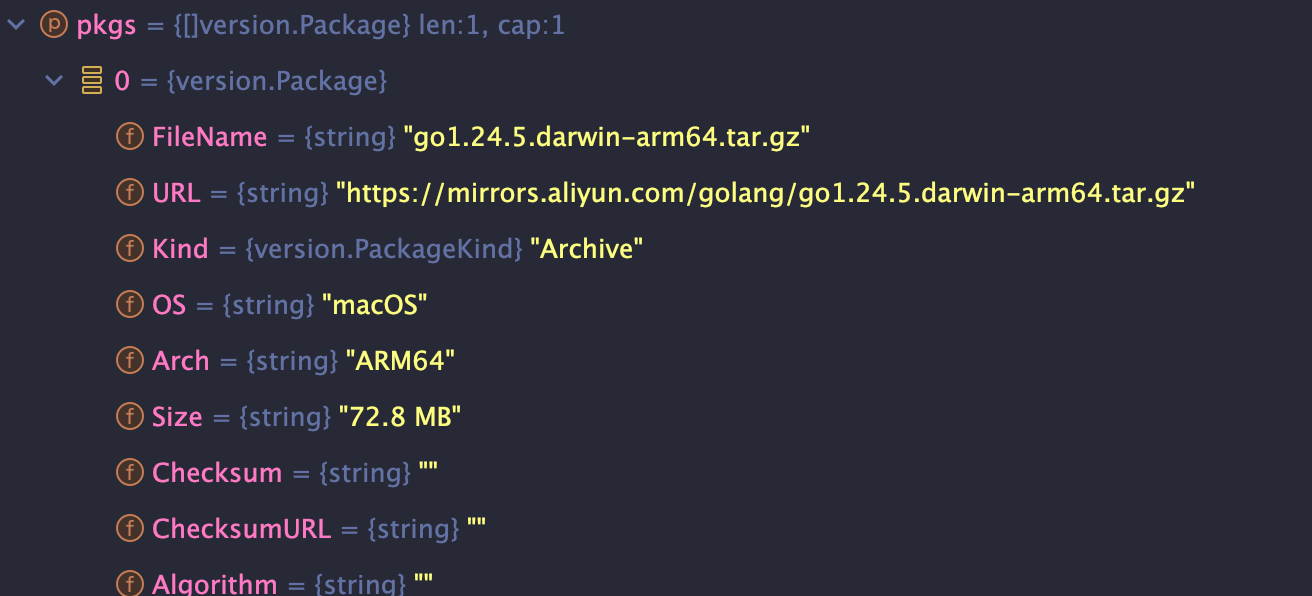 pkgs = {[]version.Package} len:1, cap:1
0 = {version.Package}
f FileName = {string} "go1.24.5.darwin-arm64.tar.gz"
f URL = {string} "https://mirrors.aliyun.com/golang/go1.24.5.darwin-arm64.tar.gz"
f Kind = {version.PackageKind} "Archive"
f OS = {string} "macOS"
f Arch = {string} "ARM64"
f Size = {string} "72.8 MB"
f Checksum = {string} ""
f ChecksumURL = {string} ""
f Algorithm = {string} ""